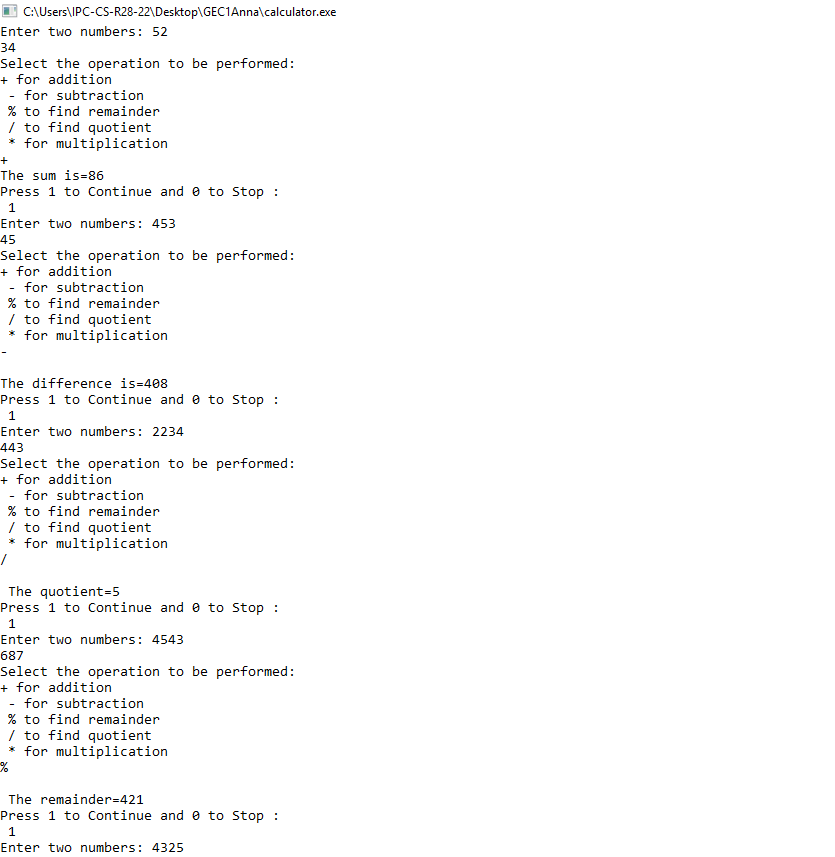 C:\Users\IPC-CS-R28-22\Desktop\GEC1Anna\calculator.exe
Enter two numbers: 52
34
Select the operation to be performed:
+ for addition
 - for subtraction
 % to find remainder
 / to find quotient
 * for multiplication
+
The sum is=86
Press 1 to Continue and 0 to Stop :
 1
Enter two numbers: 453
45
Select the operation to be performed:
+ for addition
 - for subtraction
 % to find remainder
 / to find quotient
 * for multiplication
-
The difference is=408
Press 1 to Continue and 0 to Stop :
 1
Enter two numbers: 2234
443
Select the operation to be performed:
+ for addition
 - for subtraction
 % to find remainder
 / to find quotient
 * for multiplication
/
 The quotient=5
Press 1 to Continue and 0 to Stop :
 1
Enter two numbers: 4543
687
Select the operation to be performed:
+ for addition
 - for subtraction
 % to find remainder
 / to find quotient
 * for multiplication
%
 The remainder=421
Press 1 to Continue and 0 to Stop :
 1
Enter two numbers: 4325